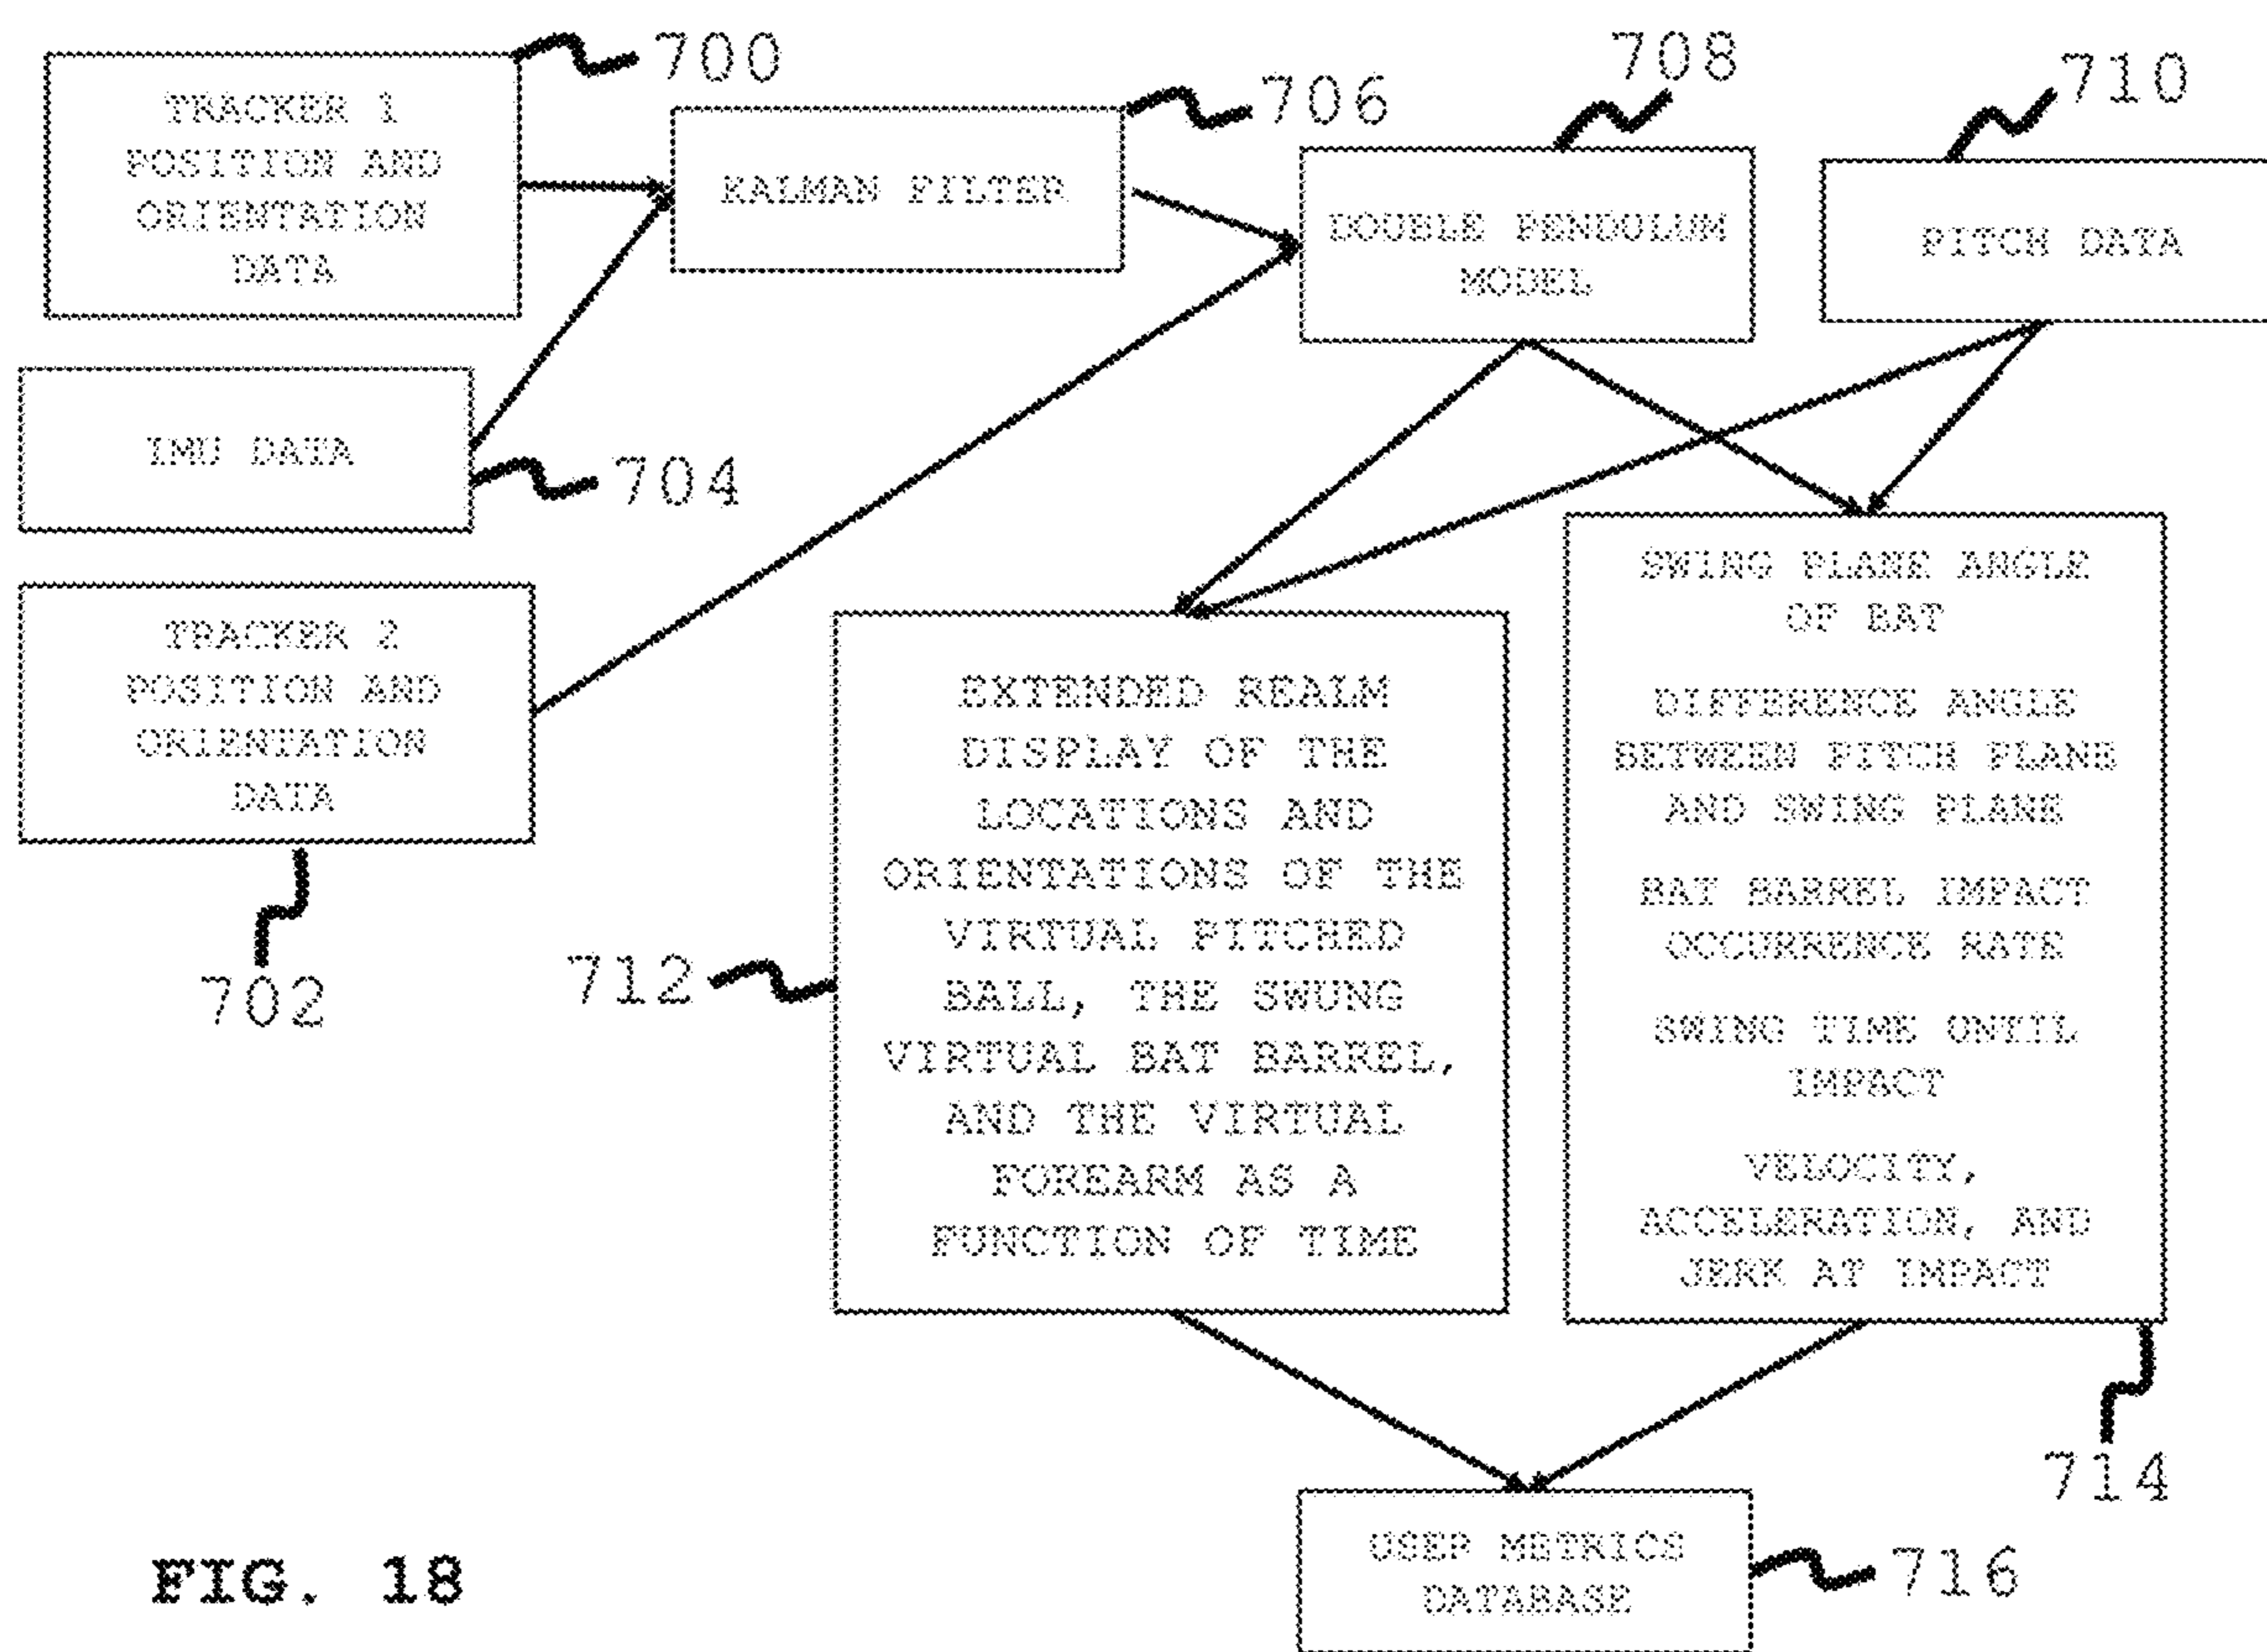 700
TRACKER 1
POSITION AND
ORIENTATION
DATA
706
KALMAN FILTER
708
DOUBLE PENDULUM
MODEL
710
PITCH DATA
IMU DATA
704
TRACKER 2
POSITION AND
ORIENTATION
DATA
702
712
EXTENDED REALM
DISPLAY OF THE
LOCATIONS AND
ORIENTATIONS OF THE
VIRTUAL PITCHED
BALL, THE SWUNG
VIRTUAL BAT BARREL,
AND THE VIRTUAL
FOREARM AS A
FUNCTION OF TIME
SWING PLANE ANGLE
OF BAT
DIFFERENCE ANGLE
BETWEEN PITCH PLANE
AND SWING PLANE
BAT BARREL IMPACT
OCCURRENCE RATE
SWING TIME UNTIL
IMPACT
VELOCITY,
ACCELERATION, AND
JERK AT IMPACT
714
USER METRICS
DATABASE
716
FIG. 18